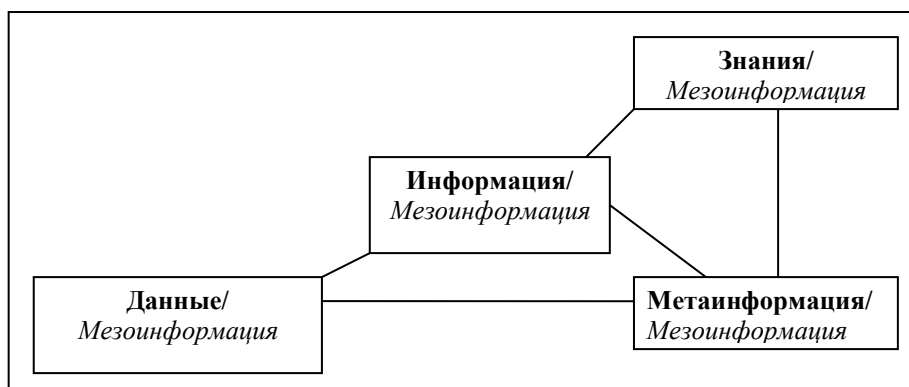 Знания/
Мезоинформация
Информация/
Мезоинформация
Данные/
Мезоинформация
Метаинформация/
Мезоинформация